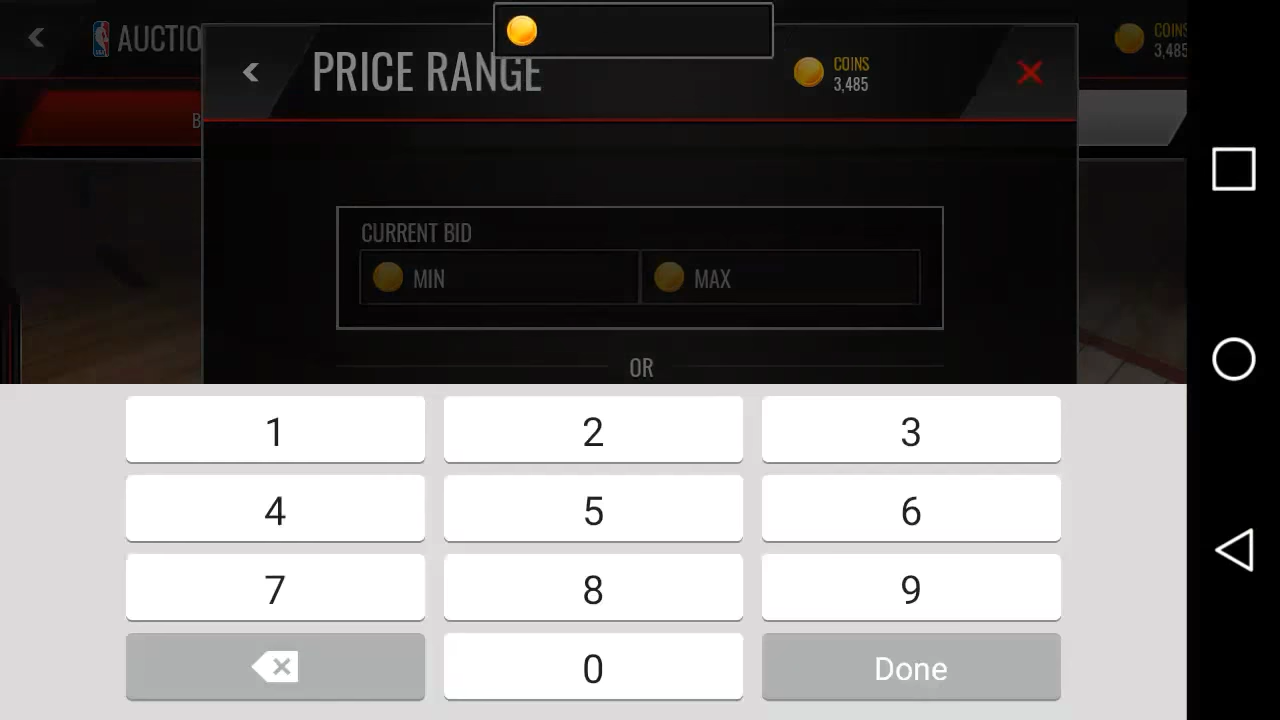 AUCTIO
COINS
3,485
PRICE RANGE
COINS
3,485
B
CURRENT BID
MIN
MAX
OR
1
2
3
4
5
6
7
8
9
0
Done